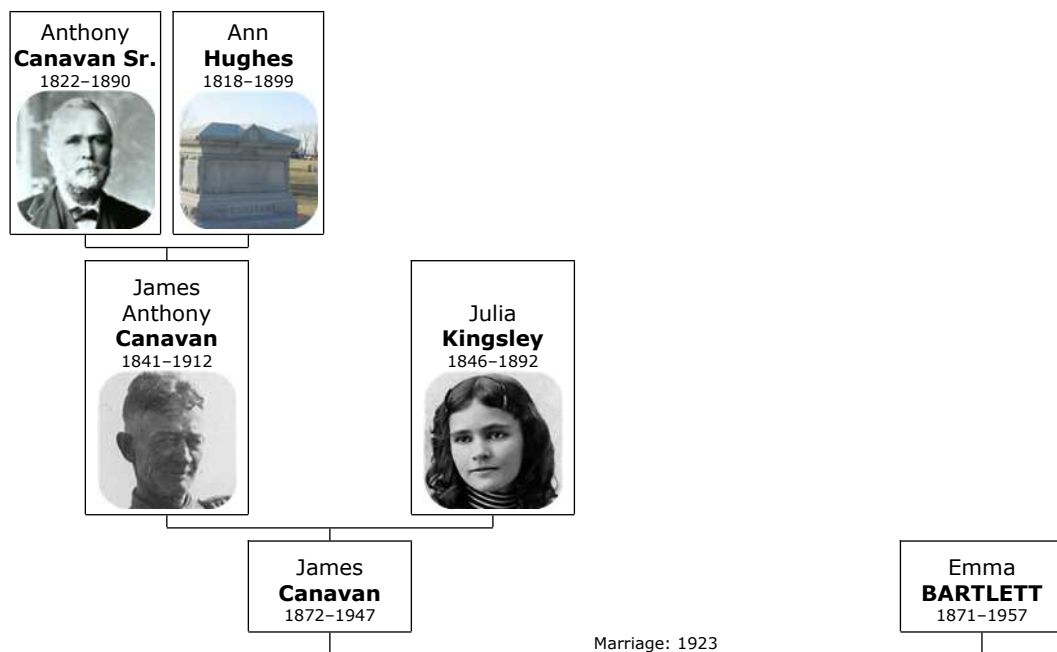 Anthony
Canavan Sr.
1822–1890
Ann
Hughes
1818–1899
James
Anthony
Canavan
1841–1912
Julia
Kingsley
1846–1892
James
Canavan
1872–1947
Emma
BARTLETT
1871–1957
Marriage: 1923